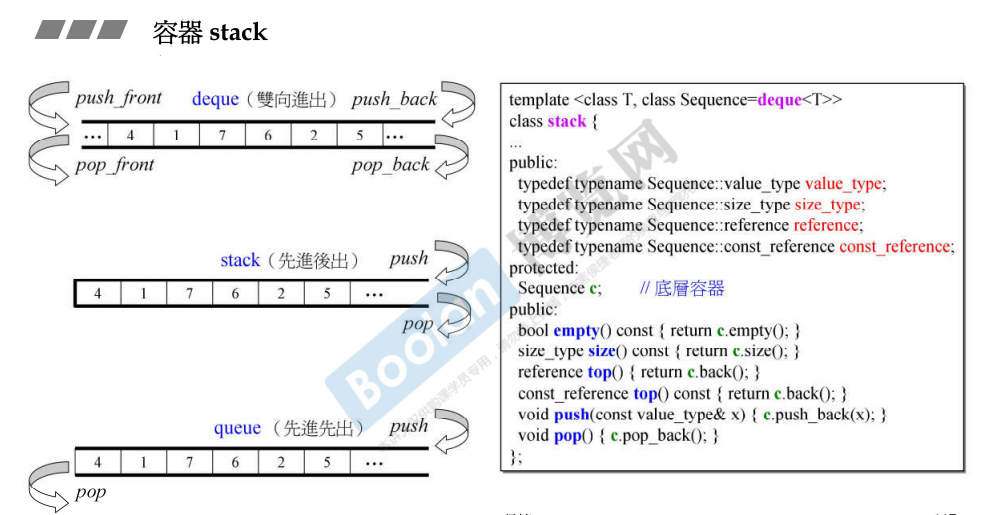 容器 stack
push_front deque（雙向進出） push_back
... 4 1 7 6 2 5 ...
pop_front pop_back
stack（先進後出） push
4 1 7 6 2 5 ...
pop
queue （先進先出） push
4 1 7 6 2 5 ...
pop
template <class T, class Sequence=deque<T>>
class stack {
...
public:
typedef typename Sequence::value_type value_type;
typedef typename Sequence::size_type size_type;
typedef typename Sequence::reference reference;
typedef typename Sequence::const_reference const_reference;
protected:
Sequence c; // 底層容器
public:
bool empty() const { return c.empty(); }
size_type size() const { return c.size(); }
reference top() { return c.back(); }
const_reference top() const { return c.back(); }
void push(const value_type& x) { c.push_back(x); }
void pop() { c.pop_back(); }
};
Boolan 博览网